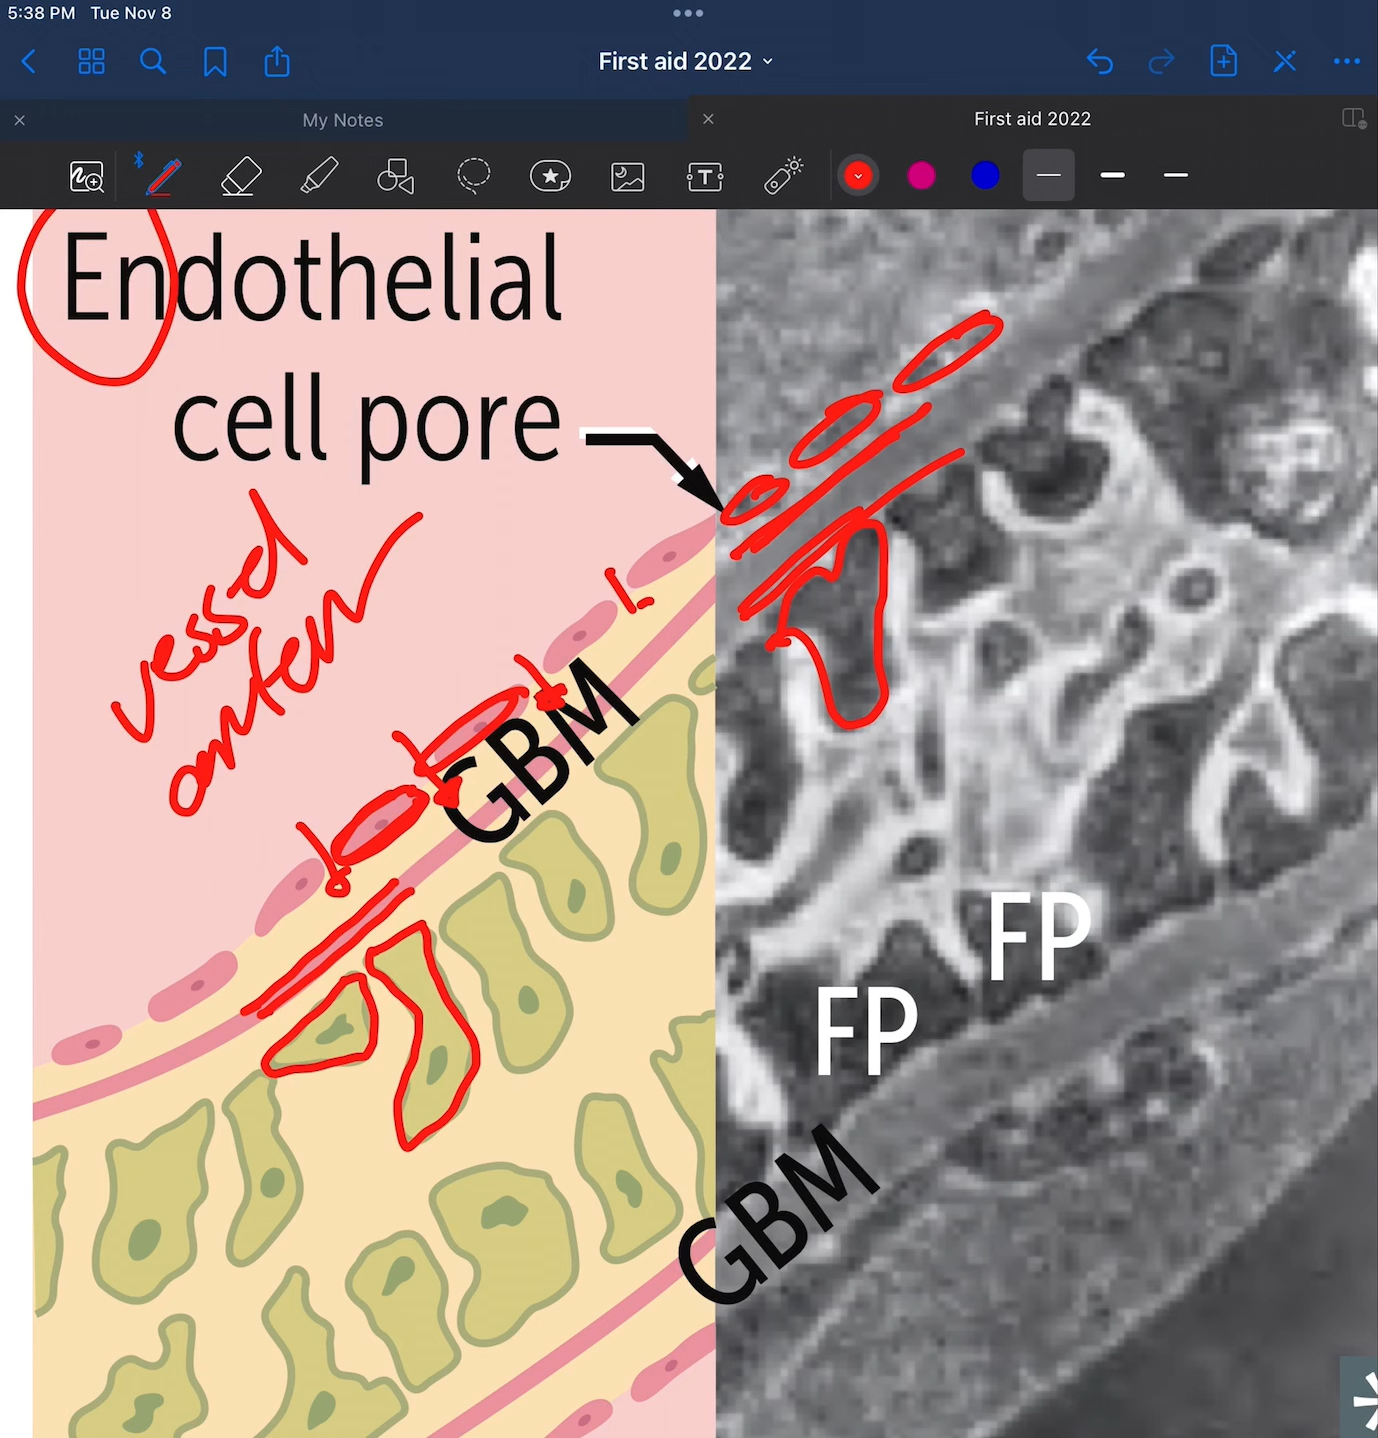 5:38 PM Tue Nov 8
First aid 2022
My Notes
First aid 2022
Endothelial
cell pore
vessel
GBM
FP
FP
GBM